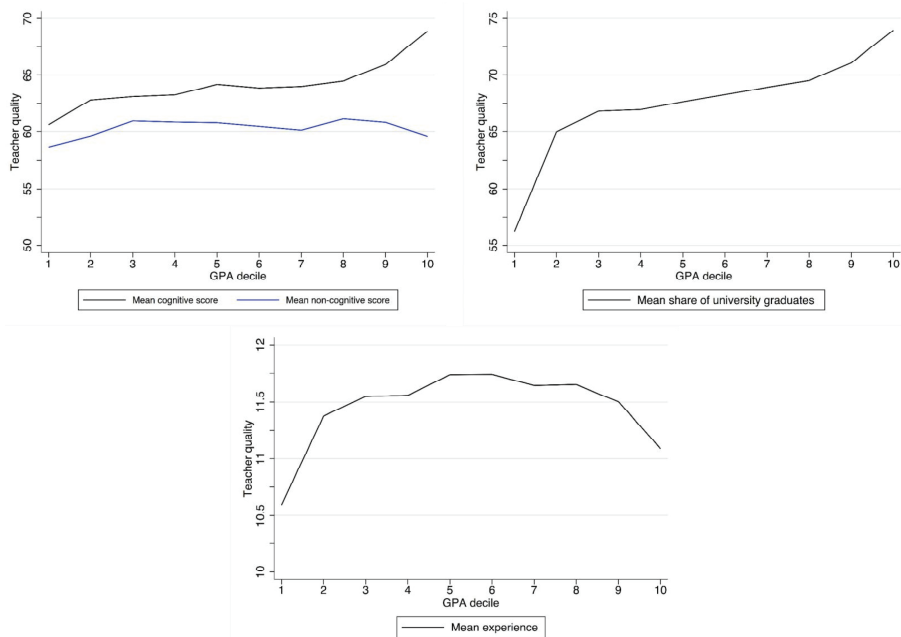 Teacher quality
70
65
60
55
50
1 2 3 4 5 6 7 8 9 10
GPA decile
Mean cognitive score Mean non-cognitive score
Teacher quality
75
70
65
60
55
1 2 3 4 5 6 7 8 9 10
GPA decile
Mean share of university graduates
Teacher quality
12
11.5
11
10.5
10
1 2 3 4 5 6 7 8 9 10
GPA decile
Mean experience